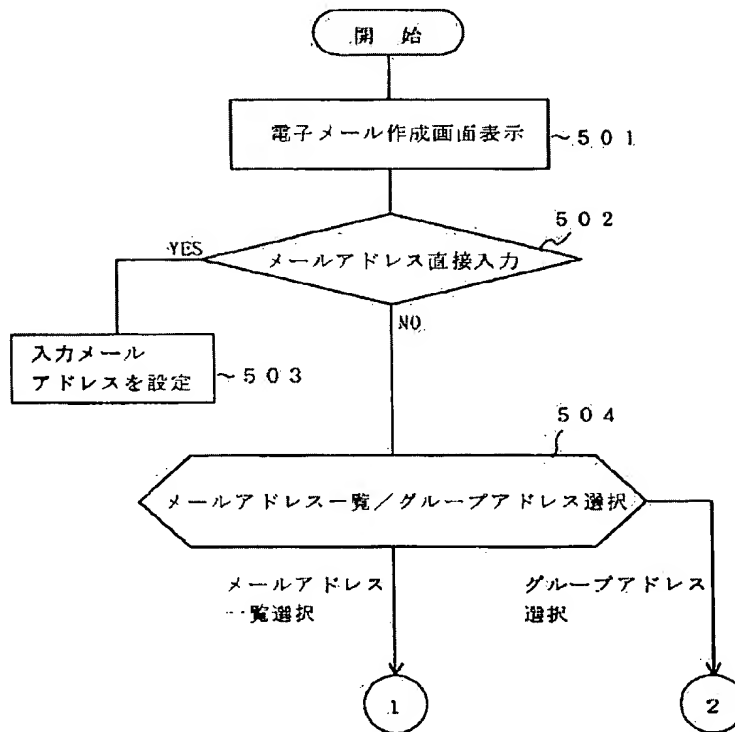 開 始
電子メール作成画面表示
~501
502
YES
メールアドレス直接入力
NO
入力メール
アドレスを設定
~503
504
メールアドレス一覧/グループアドレス選択
メールアドレス
一覧選択
グループアドレス
選択
1
2